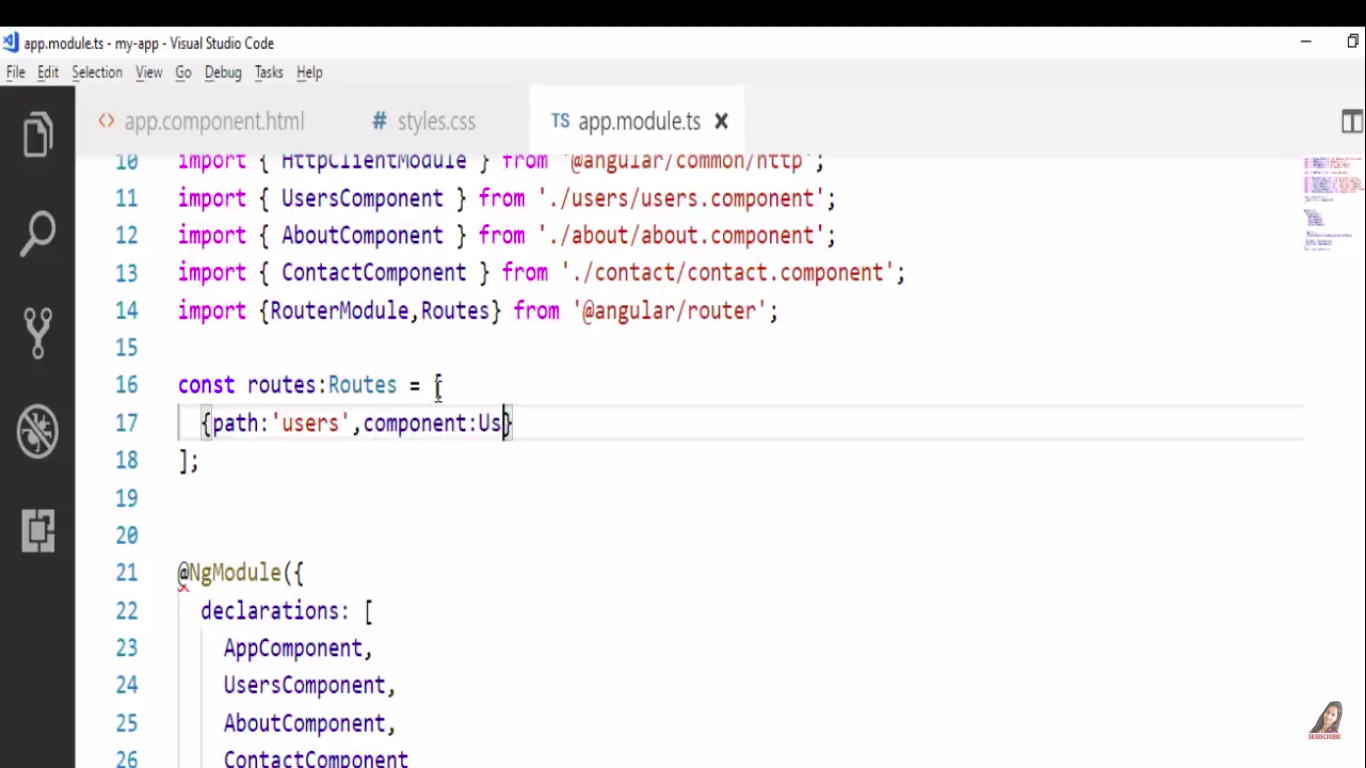 app.module.ts - my-app - Visual Studio Code
File Edit Selection View Go Debug Tasks Help
<> app.component.html # styles.css TS app.module.ts ×
10 import { HttpClientModule } from '@angular/common/http';
11 import { UsersComponent } from './users/users.component';
12 import { AboutComponent } from './about/about.component';
13 import { ContactComponent } from './contact/contact.component';
14 import {RouterModule,Routes} from '@angular/router';
15
16 const routes:Routes = [
17 {path:'users',component:Us}
18 ];
19
20
21 @NgModule({
22 declarations: [
23 AppComponent,
24 UsersComponent,
25 AboutComponent,
26 ContactComponent
SUBSCRIBE